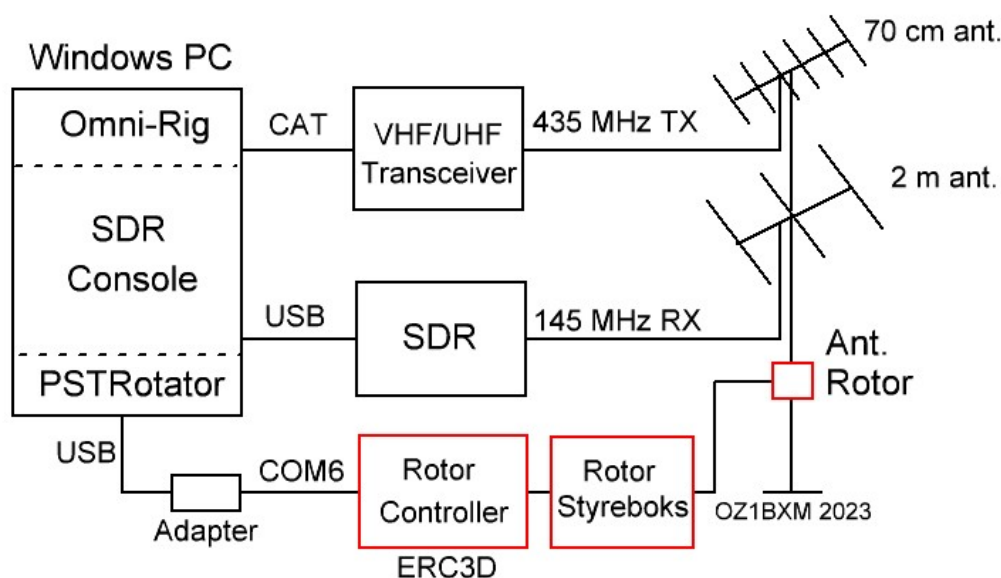 70 cm ant.
Windows PC
Omni-Rig
CAT
VHF/UHF
Transceiver
435 MHz TX
2 m ant.
SDR
Console
USB
SDR
145 MHz RX
Ant.
Rotor
PSTRotator
USB
COM6
Adapter
Rotor
Controller
ERC3D
Rotor
Styreboks
OZ1BXM 2023